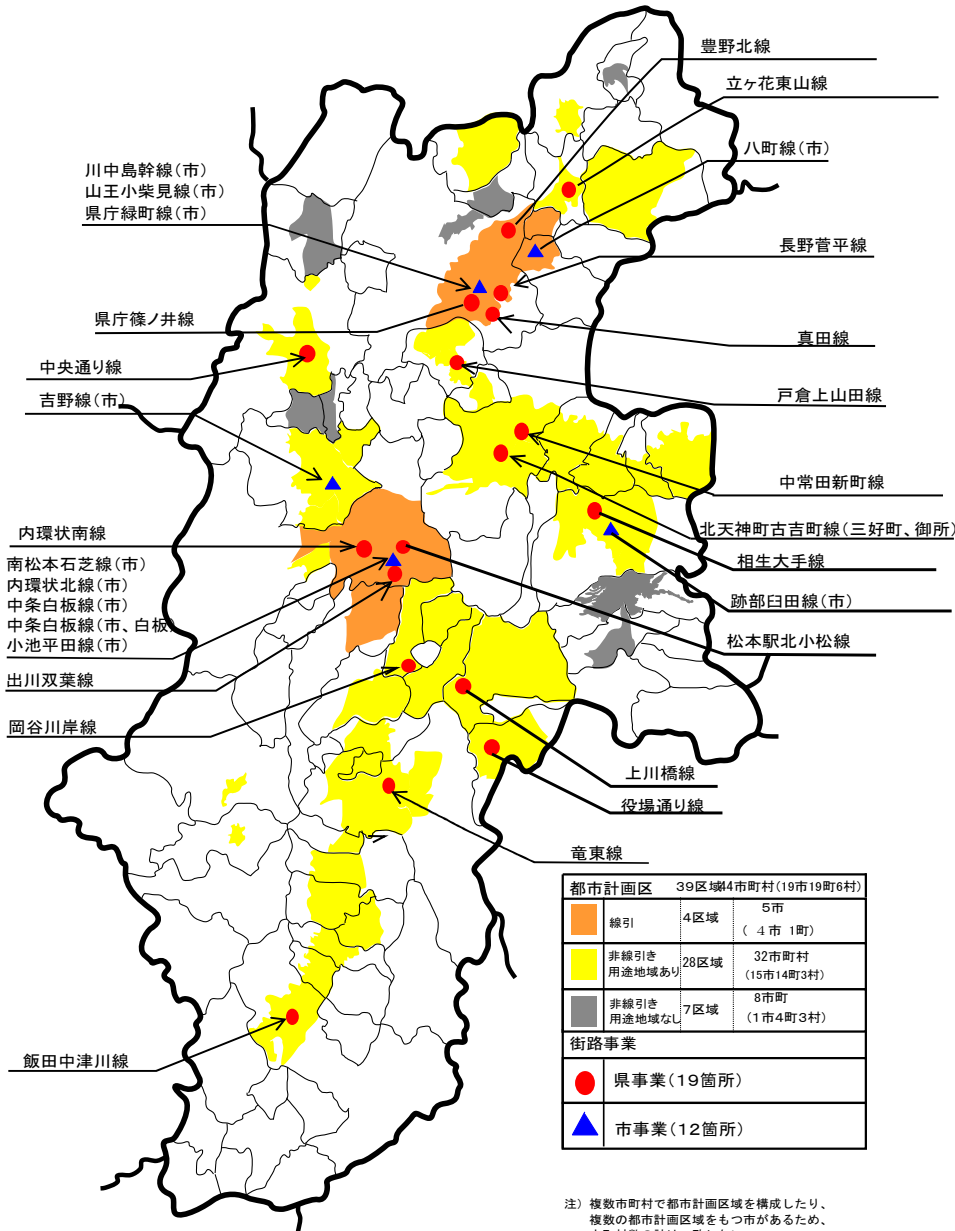 豊野北線
立ヶ花東山線
八町線(市)
川中島幹線(市)
山王小柴見線(市)
県庁緑町線(市)
長野菅平線
県庁篠ノ井線
真田線
中央通り線
戸倉上山田線
吉野線(市)
中常田新町線
北天神町古吉町線(三好町、御所)
内環状南線
相生大手線
南松本石芝線(市)
内環状北線(市)
中条白板線(市)
中条白板線(市、白板)
小池平田線(市)
跡部臼田線(市)
松本駅北小松線
出川双葉線
岡谷川岸線
上川橋線
役場通り線
竜東線
飯田中津川線
都市計画区 39区域44市町村(19市19町6村)
線引 4区域 5市
( 4市 1町)
非線引き
用途地域あり 28区域 32市町村
(15市14町3村)
非線引き
用途地域なし 7区域 8市町
(1市4町3村)
街路事業
県事業(19箇所)
市事業(12箇所)
注) 複数市町村で都市計画区域を構成したり、
複数の都市計画区域をもつ市があるため、